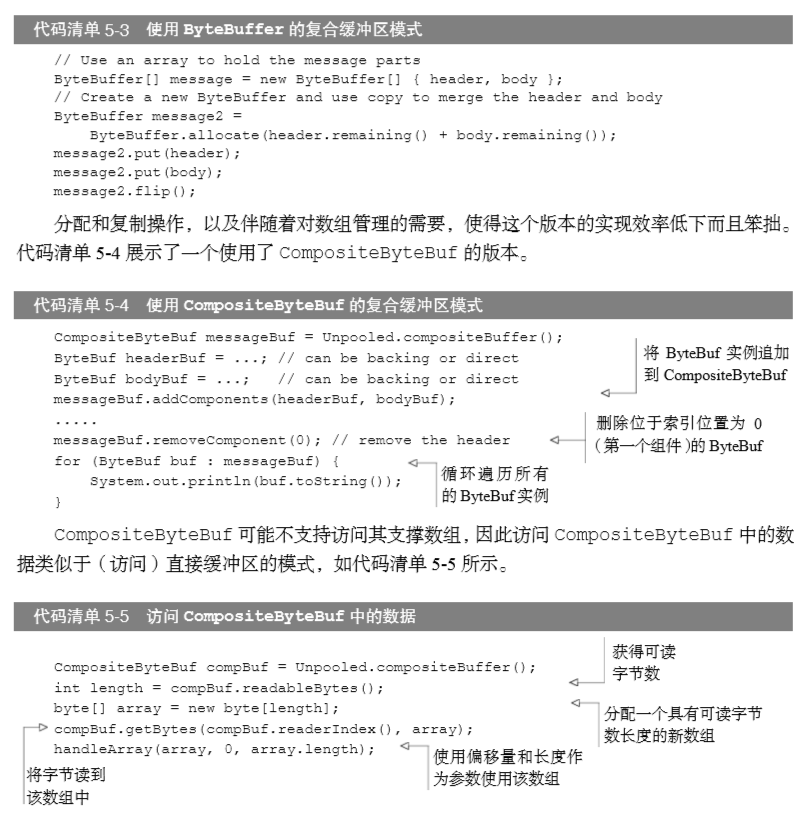 代码清单 5-3 使用 ByteBuffer 的复合缓冲区模式
// Use an array to hold the message parts
ByteBuffer[] message = new ByteBuffer[] { header, body };
// Create a new ByteBuffer and use copy to merge the header and body
ByteBuffer message2 =
ByteBuffer.allocate(header.remaining() + body.remaining());
message2.put(header);
message2.put(body);
message2.flip();
分配和复制操作，以及伴随着对数组管理的需要，使得这个版本的实现效率低下而且笨拙。
代码清单 5-4 展示了一个使用了 CompositeByteBuf 的版本。
代码清单 5-4 使用 CompositeByteBuf 的复合缓冲区模式
CompositeByteBuf messageBuf = Unpooled.compositeBuffer();
ByteBuf headerBuf = ...; // can be backing or direct
ByteBuf bodyBuf = ...; // can be backing or direct
messageBuf.addComponents(headerBuf, bodyBuf);
将 ByteBuf 实例追加
到 CompositeByteBuf
.....
messageBuf.removeComponent(0); // remove the header
删除位于索引位置为 0
（第一个组件）的 ByteBuf
for (ByteBuf buf : messageBuf) {
System.out.println(buf.toString());
}
循环遍历所有
的 ByteBuf 实例
CompositeByteBuf 可能不支持访问其支撑数组，因此访问 CompositeByteBuf 中的数
据类似于（访问）直接缓冲区的模式，如代码清单 5-5 所示。
代码清单 5-5 访问 CompositeByteBuf 中的数据
CompositeByteBuf compBuf = Unpooled.compositeBuffer();
int length = compBuf.readableBytes();
获得可读
字节数
byte[] array = new byte[length];
分配一个具有可读字节
数长度的新数组
compBuf.getBytes(compBuf.readerIndex(), array);
handleArray(array, 0, array.length);
使用偏移量和长度作
为参数使用该数组
将字节读到
该数组中